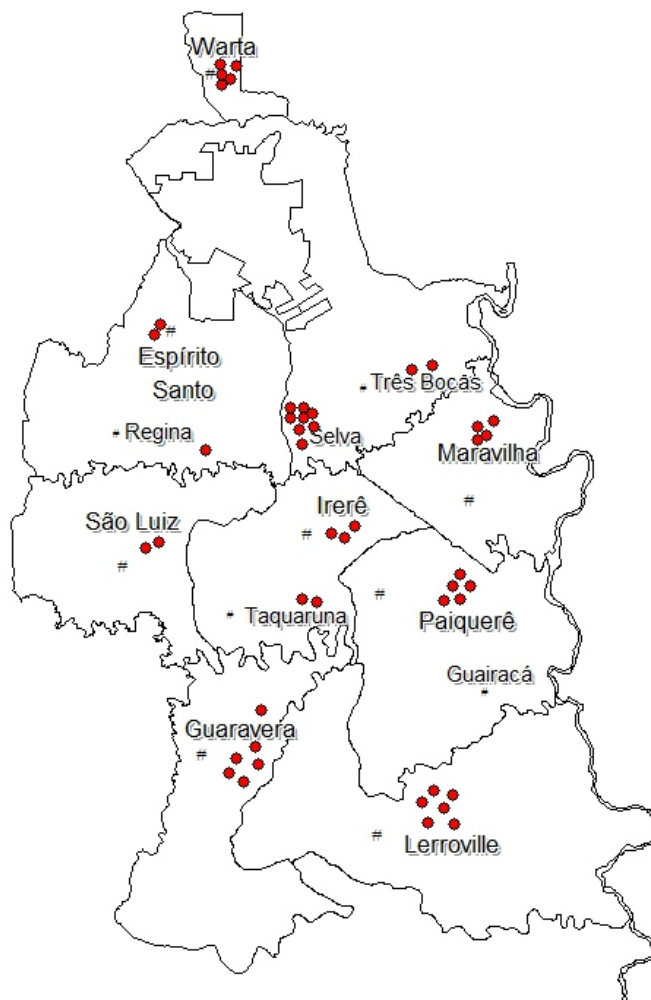 Warta
#
#
Espírito
Santo
Três Bocas
Regina
Selva
Maravilha
#
São Luiz
Irerê
#
#
#
Taquaruna
Paiquerê
Guairacá
Guaravera
#
#
Lerroville